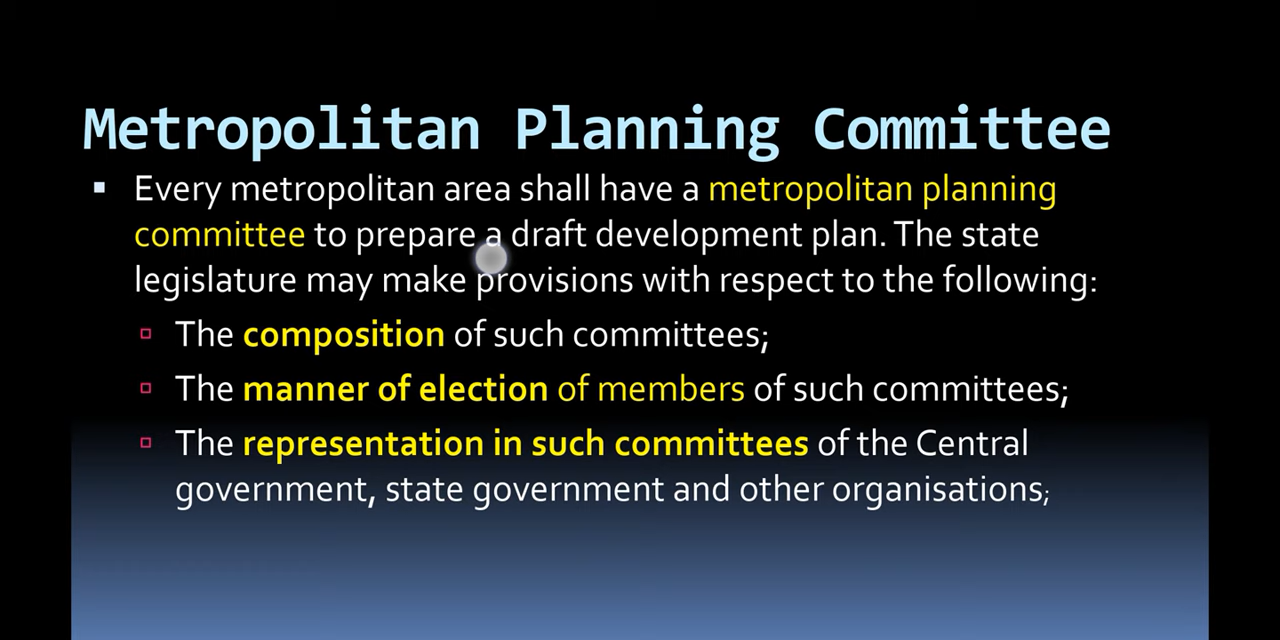 Metropolitan Planning Committee
Every metropolitan area shall have a metropolitan planning
committee to prepare a draft development plan. The state
legislature may make provisions with respect to the following:
The composition of such committees;
The manner of election of members of such committees;
The representation in such committees of the Central
government, state government and other organisations;